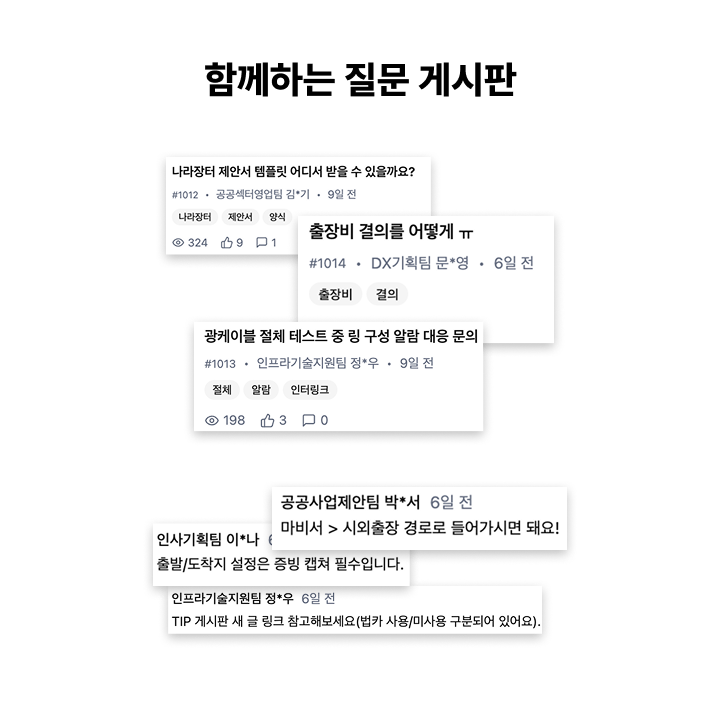 함께하는 질문 게시판
나라장터 제안서 템플릿 어디서 받을 수 있을까요?
#1012 • 공공섹터영업팀 김*기 • 9일 전
나라장터 제안서 양식
324 9 1
출장비 결의를 어떻게 ㅠ
#1014 • DX기획팀 문*영 • 6일 전
출장비 결의
광케이블 절체 테스트 중 링 구성 알람 대응 문의
#1013 • 인프라기술지원팀 정*우 • 9일 전
절체 알람 인터링크
198 3 0
공공사업제안팀 박*서 6일 전
마비서 > 시외출장 경로로 들어가시면 돼요!
인사기획팀 이*나
출발/도착지 설정은 증빙 캡쳐 필수입니다.
인프라기술지원팀 정*우 6일 전
TIP 게시판 새 글 링크 참고해보세요(법카 사용/미사용 구분되어 있어요).